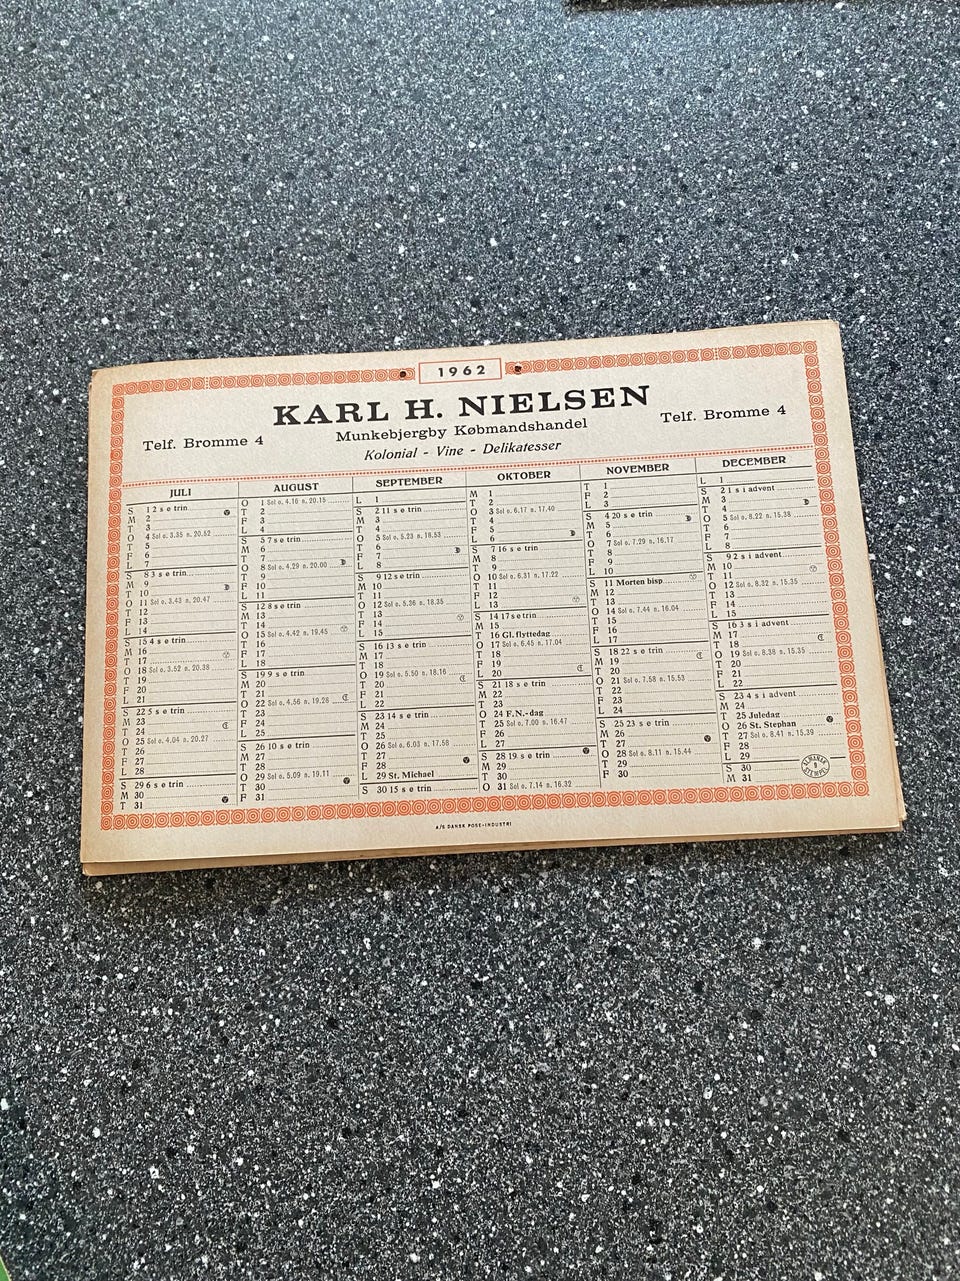 1962
KARL H. NIELSEN
Telf. Bromme 4
Munkebjergby Købmandshandel
Telf. Bromme 4
Kolonial - Vine - Delikatesser
JULI
S 1 2 s e trin
M 2
T 3
O 4 Sol o. 3.35 n. 20.52
T 5
F 6
L 7
S 8 3 s e trin
M 9
T 10
O 11 Sol o. 3.43 n. 20.47
T 12
F 13
L 14
S 15 4 s e trin
M 16
T 17
O 18 Sol o. 3.52 n. 20.38
T 19
F 20
L 21
S 22 5 s e trin
M 23
T 24
O 25 Sol o. 4.04 n. 20.27
T 26
F 27
L 28
S 29 6 s e trin
M 30
T 31
AUGUST
O 1 Sol o. 4.16 n. 20.15
T 2
F 3
L 4
S 5 7 s e trin
M 6
T 7
O 8 Sol o. 4.29 n. 20.00
T 9
F 10
L 11
S 12 8 s e trin
M 13
T 14
O 15 Sol o. 4.42 n. 19.45
T 16
F 17
L 18
S 19 9 s e trin
M 20
T 21
O 22 Sol o. 4.56 n. 19.28
T 23
F 24
L 25
S 26 10 s e trin
M 27
T 28
O 29 Sol o. 5.09 n. 19.11
T 30
F 31
SEPTEMBER
L 1
S 2 11 s e trin
M 3
T 4
O 5 Sol o. 5.23 n. 18.53
T 6
F 7
L 8
S 9 12 s e trin
M 10
T 11
O 12 Sol o. 5.36 n. 18.35
T 13
F 14
L 15
S 16 13 s e trin
M 17
T 18
O 19 Sol o. 5.50 n. 18.16
T 20
F 21
L 22
S 23 14 s e trin
M 24
T 25
O 26 Sol o. 6.03 n. 17.58
T 27
F 28
L 29 St. Michael
S 30 15 s e trin
OKTOBER
M 1
T 2
O 3 Sol o. 6.17 n. 17.40
T 4
F 5
L 6
S 7 16 s e trin
M 8
T 9
O 10 Sol o. 6.31 n. 17.22
T 11
F 12
L 13
S 14 17 s e trin
M 15
T 16 Gl. flyttedag
O 17 Sol o. 6.45 n. 17.04
T 18
F 19
L 20
S 21 18 s e trin
M 22
T 23
O 24 F.N.-dag
T 25 Sol o. 7.00 n. 16.47
F 26
L 27
S 28 19 s e trin
M 29
T 30
O 31 Sol o. 7.14 n. 16.32
NOVEMBER
T 1
F 2
L 3
S 4 20 s e trin
M 5
T 6
O 7 Sol o. 7.29 n. 16.17
T 8
F 9
L 10
S 11 Morten bisp
M 12
T 13
O 14 Sol o. 7.44 n. 16.04
T 15
F 16
L 17
S 18 22 s e trin
M 19
T 20
O 21 Sol o. 7.58 n. 15.53
T 22
F 23
L 24
S 25 23 s e trin
M 26
T 27
O 28 Sol o. 8.11 n. 15.44
T 29
F 30
DECEMBER
L 1
S 2 1 s i advent
M 3
T 4
O 5 Sol o. 8.22 n. 15.38
T 6
F 7
L 8
S 9 2 s i advent
M 10
T 11
O 12 Sol o. 8.32 n. 15.35
T 13
F 14
L 15
S 16 3 s i advent
M 17
T 18
O 19 Sol o. 8.38 n. 15.35
T 20
F 21
L 22
S 23 4 s i advent
M 24
T 25 Juledag
O 26 St. Stephan
T 27 Sol o. 8.41 n. 15.39
F 28
L 29
S 30
M 31
A/S DANSK POSE-INDUSTRI